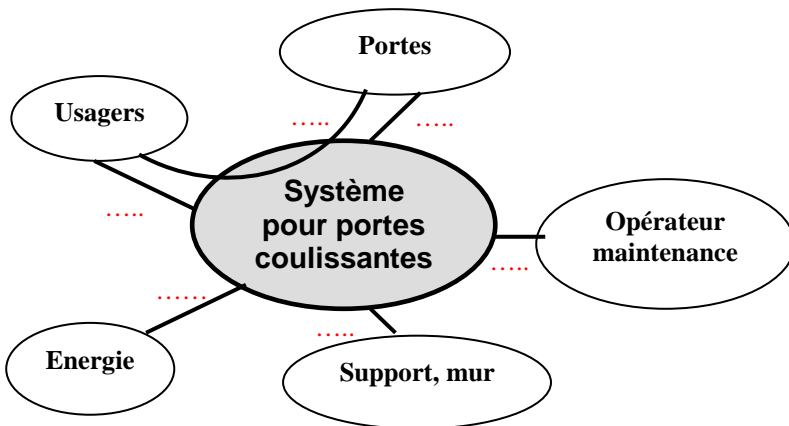 Portes
Usagers
.....
.....
Système
pour portes
coulissantes
.....
Opérateur
maintenance
.....
......
.....
Energie
Support, mur